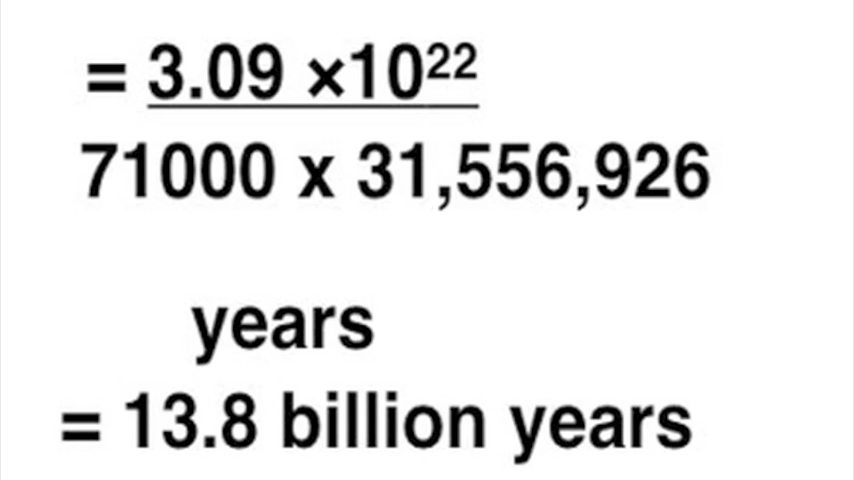 = 3.09 ×10²²
71000 x 31,556,926
years
= 13.8 billion years